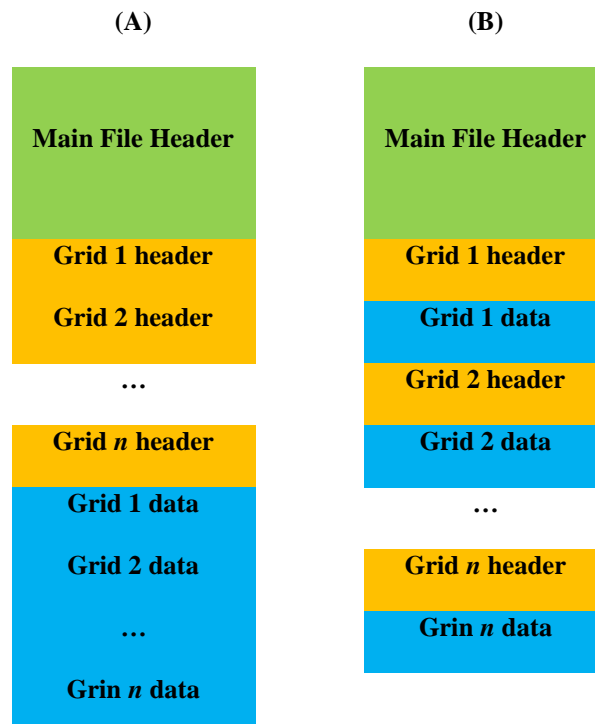 (A)
Main File Header
Grid 1 header
Grid 2 header
…
Grid n header
Grid 1 data
Grid 2 data
…
Grin n data
(B)
Main File Header
Grid 1 header
Grid 1 data
Grid 2 header
Grid 2 data
…
Grid n header
Grin n data